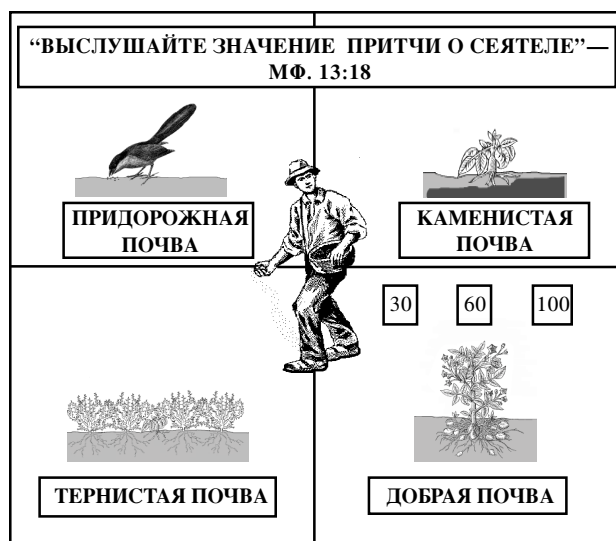 “ВЫСЛУШАЙТЕ ЗНАЧЕНИЕ ПРИТЧИ О СЕЯТЕЛЕ”—
МФ. 13:18
ПРИДОРОЖНАЯ
ПОЧВА
КАМЕНИСТАЯ
ПОЧВА
30 60 100
ТЕРНИСТАЯ ПОЧВА
ДОБРАЯ ПОЧВА